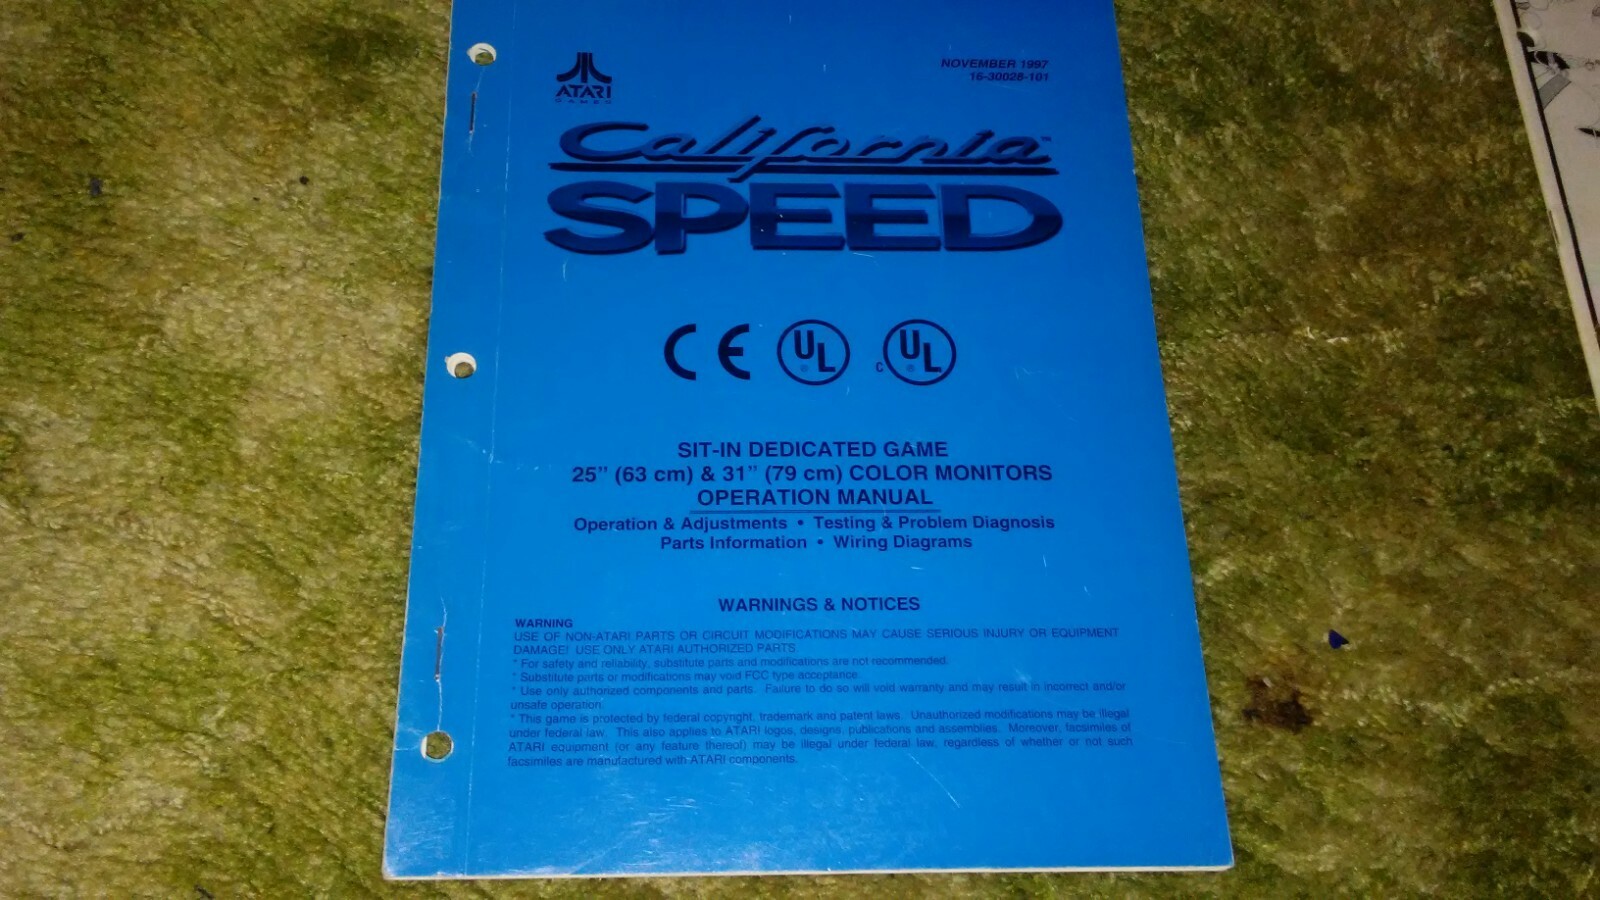 ATARI
GAMES
NOVEMBER 1997
16-30028-101
California™
SPEED
CE UL® c UL®
SIT-IN DEDICATED GAME
25” (63 cm) & 31” (79 cm) COLOR MONITORS
OPERATION MANUAL
Operation & Adjustments • Testing & Problem Diagnosis
Parts Information • Wiring Diagrams
WARNINGS & NOTICES
WARNING
USE OF NON-ATARI PARTS OR CIRCUIT MODIFICATIONS MAY CAUSE SERIOUS INJURY OR EQUIPMENT
DAMAGE! USE ONLY ATARI AUTHORIZED PARTS.
* For safety and reliability, substitute parts and modifications are not recommended.
* Substitute parts or modifications may void FCC type acceptance.
* Use only authorized components and parts. Failure to do so will void warranty and may result in incorrect and/or
unsafe operation.
* This game is protected by federal copyright, trademark and patent laws. Unauthorized modifications may be illegal
under federal law. This also applies to ATARI logos, designs, publications and assemblies. Moreover, facsimiles of
ATARI equipment (or any feature thereof) may be illegal under federal law, regardless of whether or not such
facsimiles are manufactured with ATARI components.